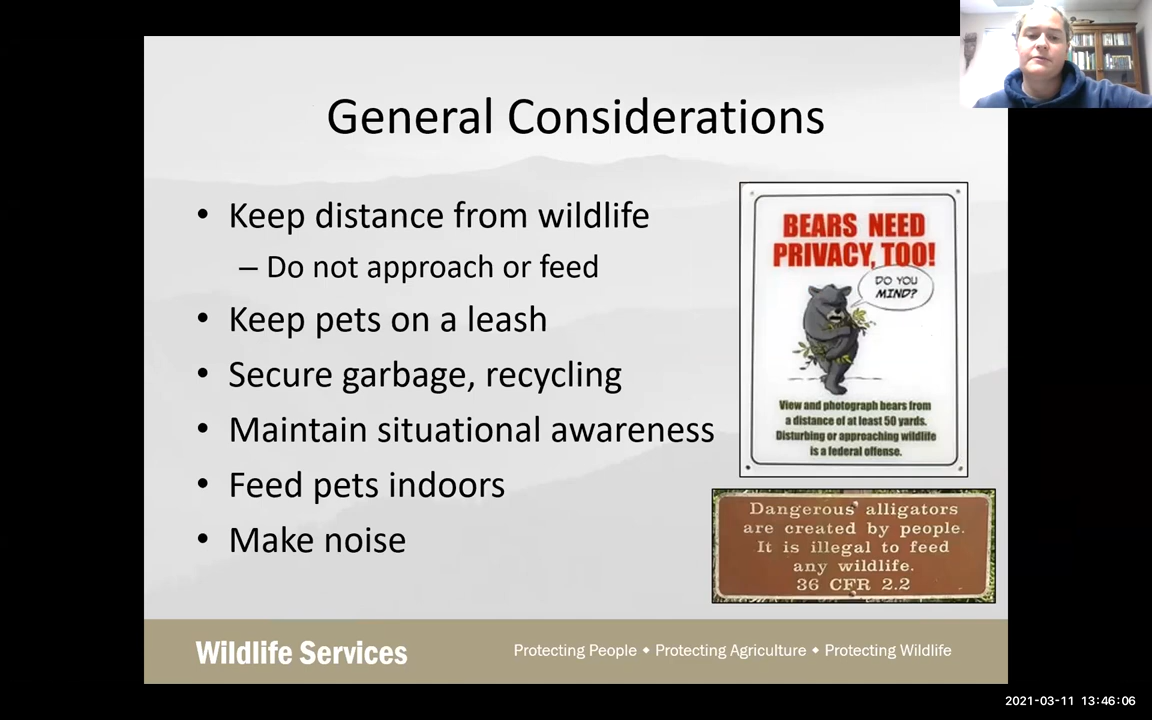 General Considerations
• Keep distance from wildlife
– Do not approach or feed
• Keep pets on a leash
• Secure garbage, recycling
• Maintain situational awareness
• Feed pets indoors
• Make noise
BEARS NEED
PRIVACY, TOO!
DO YOU
MIND?
View and photograph bears from
a distance of at least 50 yards.
Disturbing or approaching wildlife
is a federal offense.
Dangerous alligators
are created by people.
It is illegal to feed
any wildlife.
36 CFR 2.2
Wildlife Services
Protecting People ◆ Protecting Agriculture ◆ Protecting Wildlife
2021-03-11 13:46:06